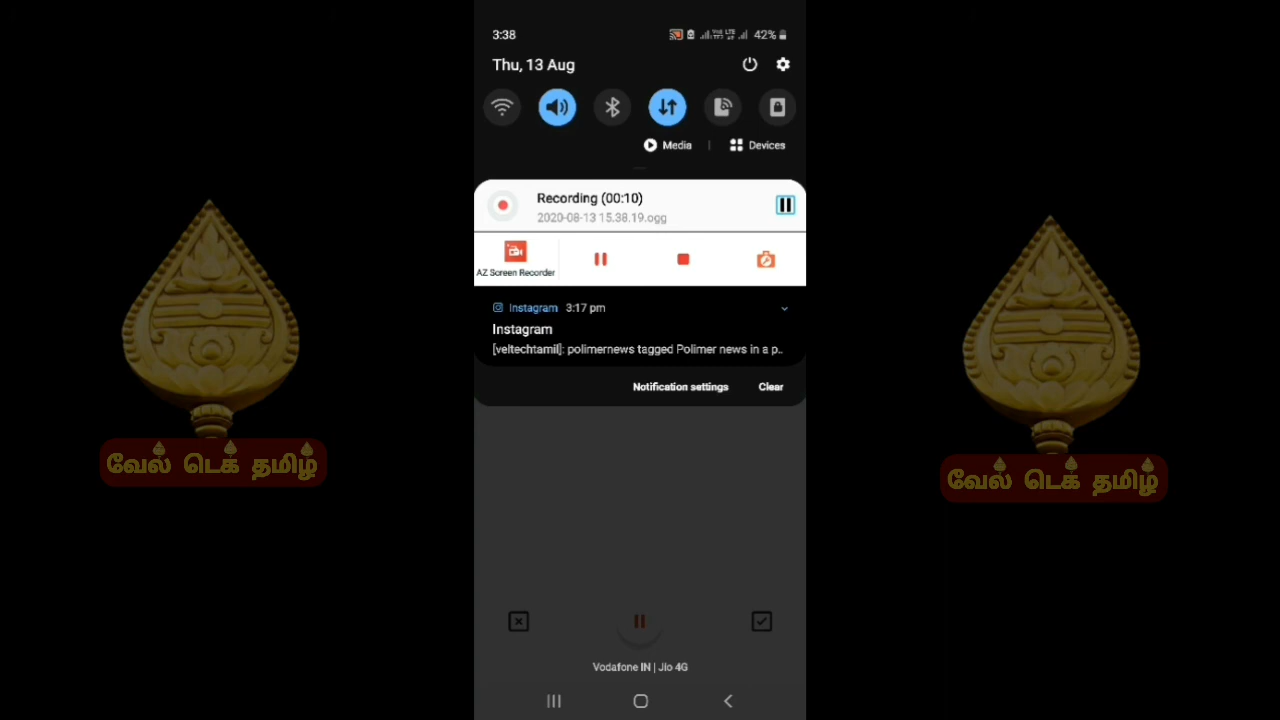 3:38
42%
Thu, 13 Aug
Media | Devices
Recording (00:10)
2020-08-13 15.38.19.ogg
AZ Screen Recorder
Instagram 3:17 pm
Instagram
[veltechtamil]: polimernews tagged Polimer news in a p..
Notification settings Clear
வேல் டெக் தமிழ்
வேல் டெக் தமிழ்
Vodafone IN | Jio 4G